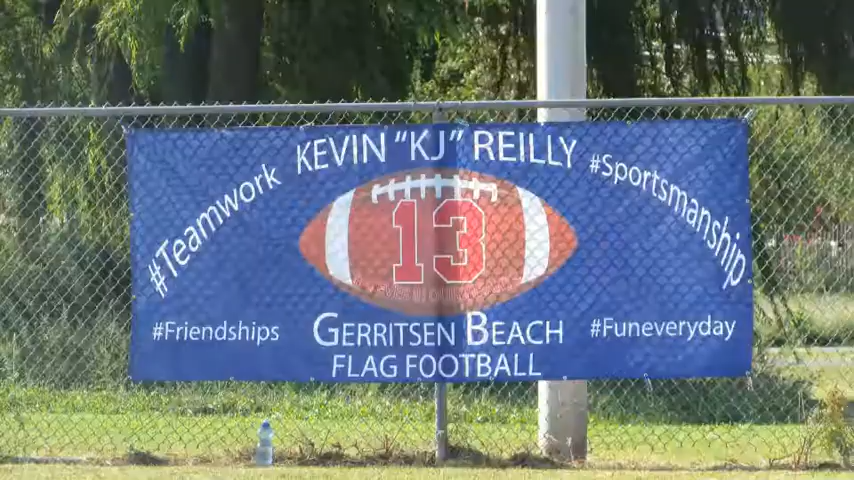 KEVIN "KJ" REILLY
#Teamwork
#Sportsmanship
13
#Friendships
GERRITSEN BEACH
#Funeveryday
FLAG FOOTBALL